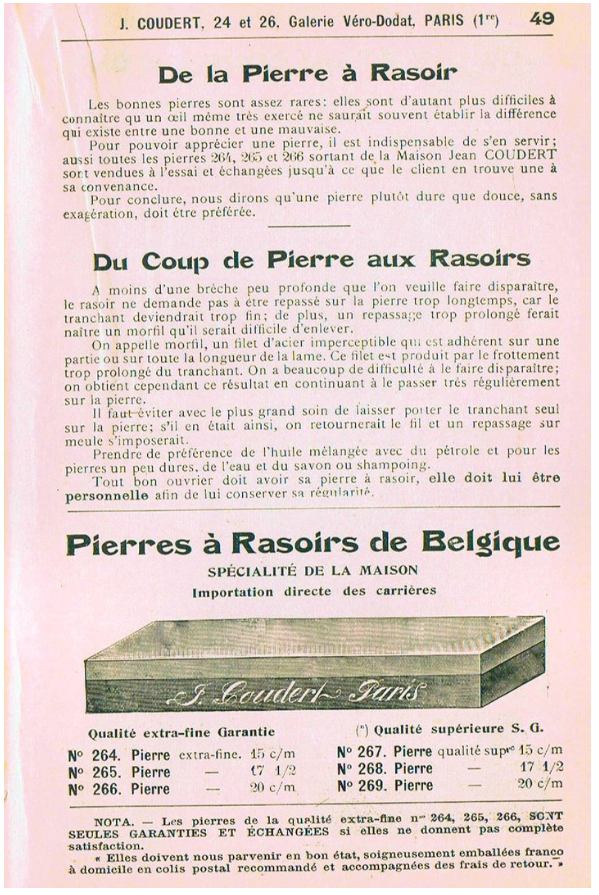 J. COUDERT, 24 et 26, Galerie Véro-Dodat, PARIS (1re) 49
De la Pierre à Rasoir
Les bonnes pierres sont assez rares: elles sont d'autant plus difficiles à
connaître qu un œil même très exercé ne saurait souvent établir la différence
qui existe entre une bonne et une mauvaise.
Pour pouvoir apprécier une pierre, il est indispensable de s'en servir;
aussi toutes les pierres 264, 265 et 266 sortant de la Maison Jean COUDERT
sont vendues à l'essai et échangées jusqu'à ce que le client en trouve une à
sa convenance.
Pour conclure, nous dirons qu'une pierre plutôt dure que douce, sans
exagération, doit être préférée.
Du Coup de Pierre aux Rasoirs
A moins d'une brèche peu profonde que l'on veuille faire disparaître,
le rasoir ne demande pas à être repassé sur la pierre trop longtemps, car le
tranchant deviendrait trop fin; de plus, un repassage trop prolongé ferait
naître un morfil qu'il serait difficile d'enlever.
On appelle morfil, un filet d'acier imperceptible qui est adhérent sur une
partie ou sur toute la longueur de la lame. Ce filet est produit par le frottement
trop prolongé du tranchant. On a beaucoup de difficulté à le faire disparaître;
on obtient cependant ce résultat en continuant à le passer très régulièrement
sur la pierre.
Il faut éviter avec le plus grand soin de laisser porter le tranchant seul
sur la pierre; s'il en était ainsi, on retournerait le fil et un repassage sur
meule s'imposerait.
Prendre de préférence de l'huile mélangée avec du pétrole et pour les
pierres un peu dures, de l'eau et du savon ou shampoing.
Tout bon ouvrier doit avoir sa pierre à rasoir, elle doit lui être
personnelle afin de lui conserver sa régularité.
Pierres à Rasoirs de Belgique
SPÉCIALITÉ DE LA MAISON
Importation directe des carrières
J. Coudert Paris
Qualité extra-fine Garantie
No 264. Pierre extra-fine. 15 c/m
No 265. Pierre — 17 1/2
No 266. Pierre — 20 c/m
(*) Qualité supérieure S. G.
No 267. Pierre qualité supre 15 c/m
No 268. Pierre — 17 1/2
No 269. Pierre — 20 c/m
NOTA. — Les pierres de la qualité extra-fine nos 264, 265, 266, SONT
SEULES GARANTIES ET ÉCHANGÉES si elles ne donnent pas complète
satisfaction.
« Elles doivent nous parvenir en bon état, soigneusement emballées franco
à domicile en colis postal recommandé et accompagnées des frais de retour. »